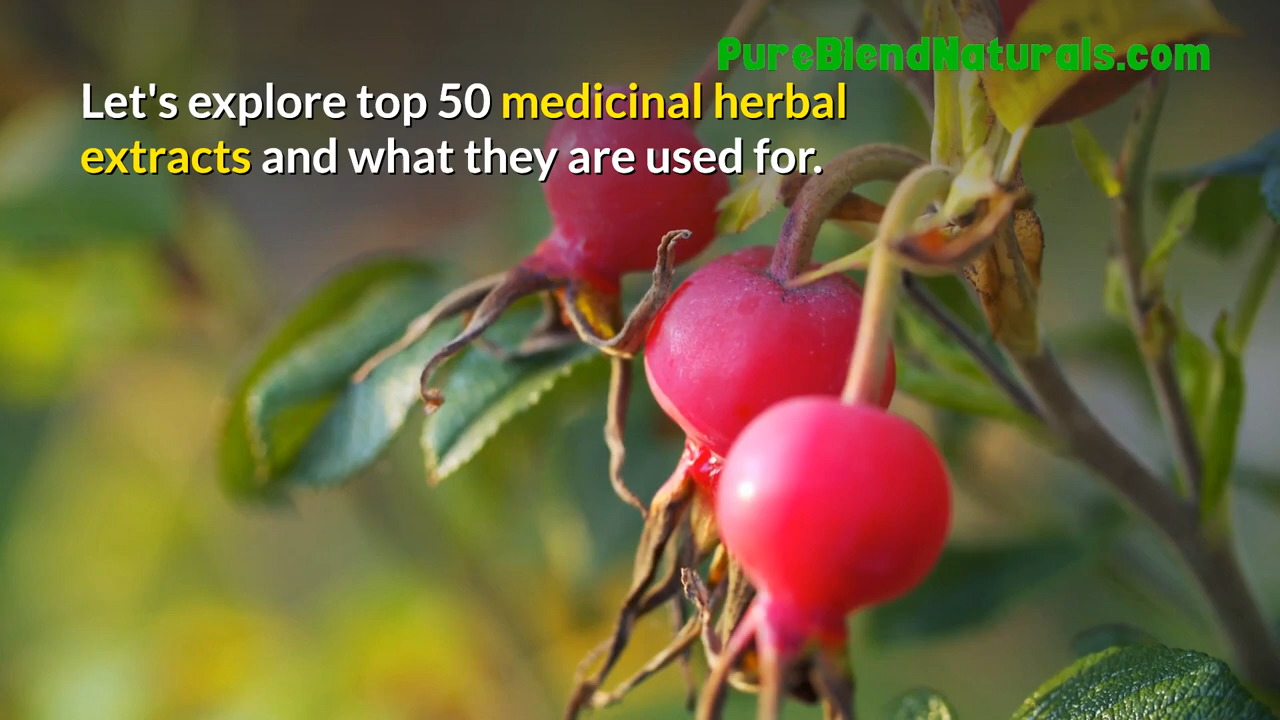 PureBlendNaturals.com
Let's explore top 50 medicinal herbal
extracts and what they are used for.